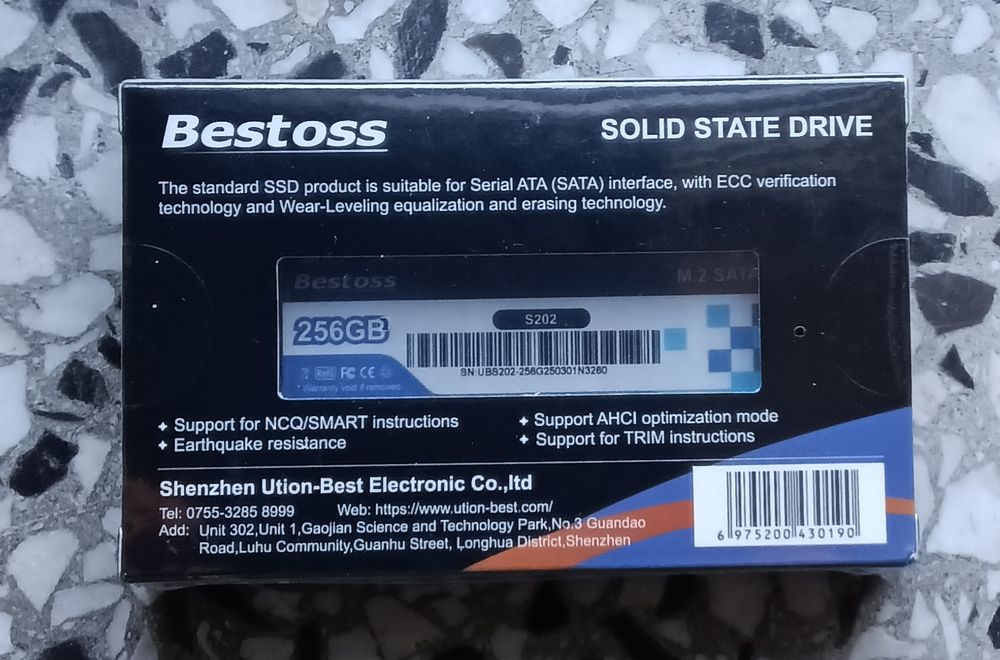 Bestoss
SOLID STATE DRIVE
The standard SSD product is suitable for Serial ATA (SATA) interface, with ECC verification
technology and Wear-Leveling equalization and erasing technology.
Bestoss
M.2 SATA
256GB
S202
SN:UBS202-256G250301N3260
RoHS FC CE
* Warranty void if removed
✦ Support for NCQ/SMART instructions
✦ Earthquake resistance
✦ Support AHCI optimization mode
✦ Support for TRIM instructions
Shenzhen Ution-Best Electronic Co.,ltd
Tel: 0755-3285 8999 Web: https://www.ution-best.com/
Add: Unit 302,Unit 1,Gaojian Science and Technology Park,No.3 Guandao
Road,Luhu Community,Guanhu Street, Longhua District,Shenzhen
6 975200 430190